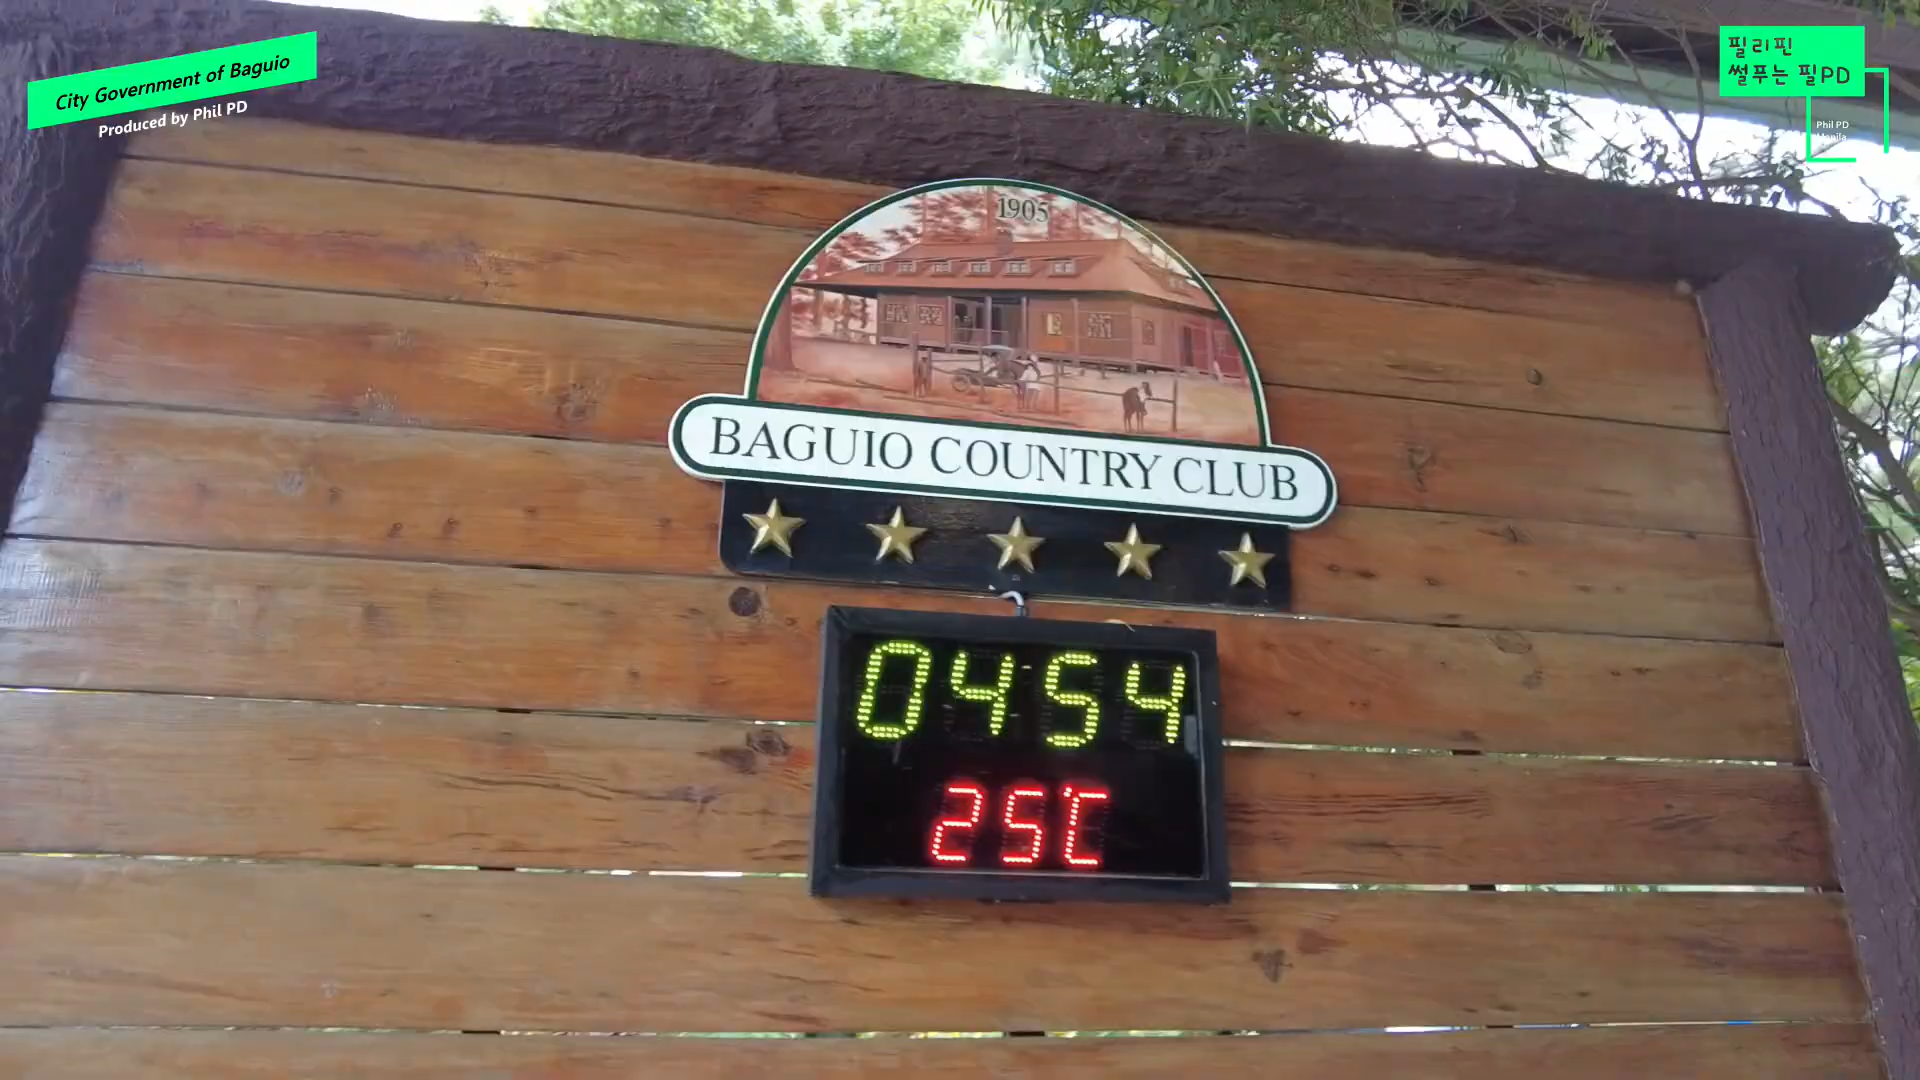 City Government of Baguio
Produced by Phil PD
필리핀
썰푸는 필PD
Phil PD
Manila
1905
BAGUIO COUNTRY CLUB
0454
25℃